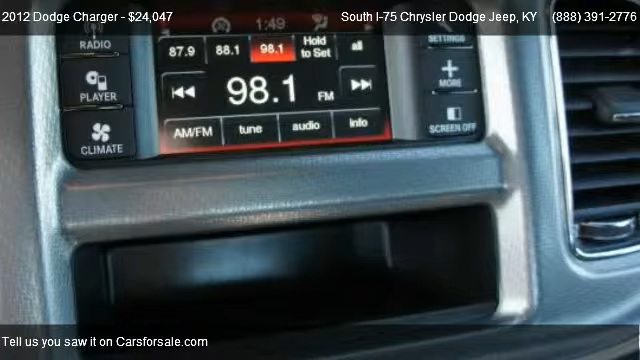 2012 Dodge Charger - $24,047
South I-75 Chrysler Dodge Jeep, KY
(888) 391-2776
1:49
RADIO
87.9
88.1
98.1
Hold
to Set
all
SETTINGS
98.1 FM
PLAYER
MORE
AM/FM
tune
audio
info
CLIMATE
SCREEN OFF
Tell us you saw it on Carsforsale.com